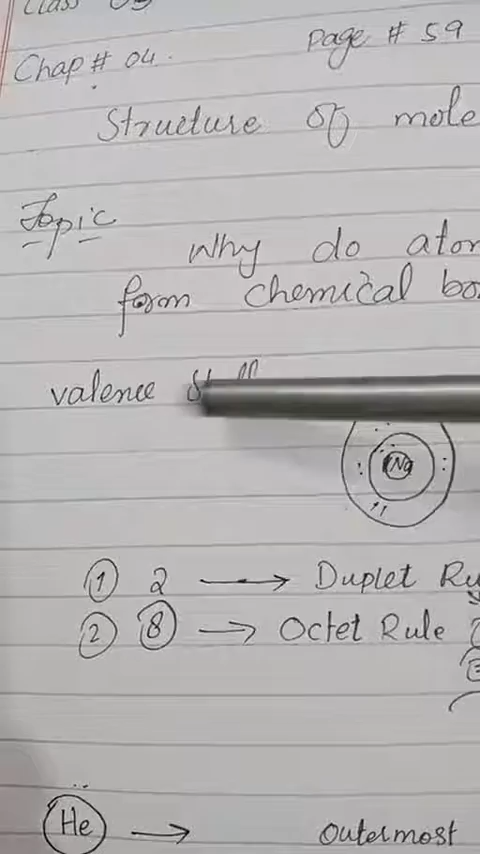 Class
Chap # 04.
Page # 59
Structure of mole
Topic
Why do ator
form chemical bo
valence
Na
① 2 → Duplet Ru
② ⑧ → Octet Rule
He → Outermost